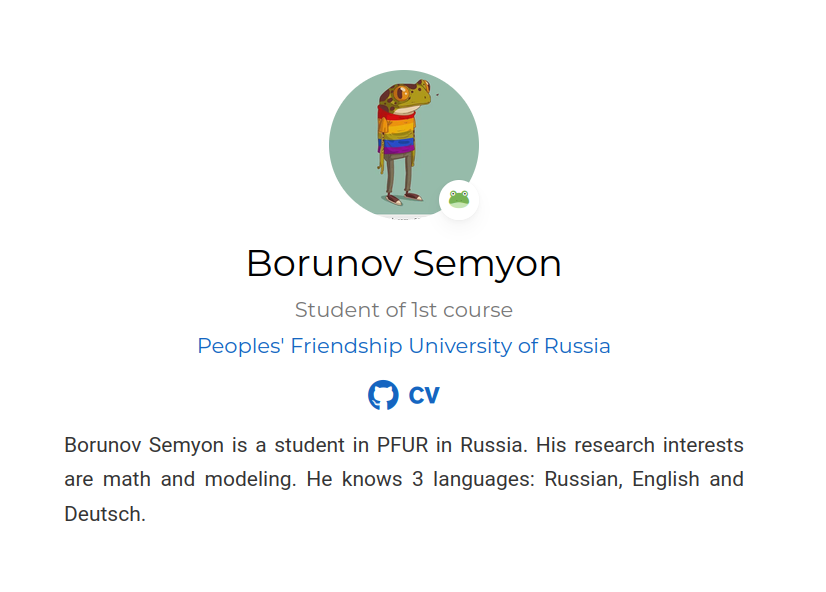 Borunov Semyon
Student of 1st course
Peoples' Friendship University of Russia
CV
Borunov Semyon is a student in PFUR in Russia. His research interests
are math and modeling. He knows 3 languages: Russian, English and
Deutsch.